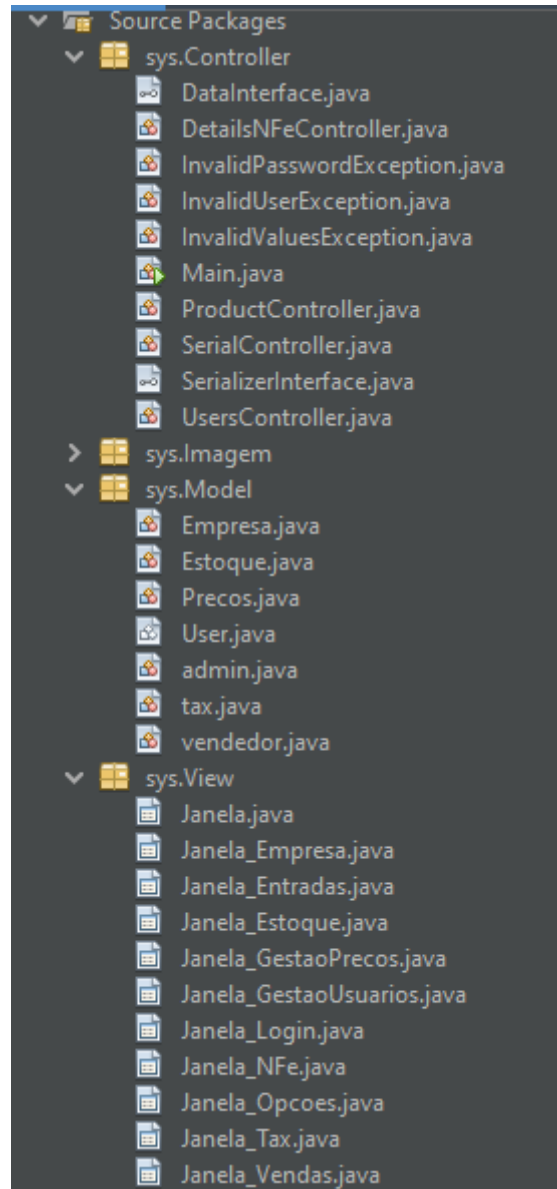 Source Packages
sys.Controller
DataInterface.java
DetailsNFeController.java
InvalidPasswordException.java
InvalidUserException.java
InvalidValuesException.java
Main.java
ProductController.java
SerialController.java
SerializerInterface.java
UsersController.java
sys.Imagem
sys.Model
Empresa.java
Estoque.java
Precos.java
User.java
admin.java
tax.java
vendedor.java
sys.View
Janela.java
Janela_Empresa.java
Janela_Entradas.java
Janela_Estoque.java
Janela_GestaoPrecos.java
Janela_GestaoUsuarios.java
Janela_Login.java
Janela_NFe.java
Janela_Opcoes.java
Janela_Tax.java
Janela_Vendas.java